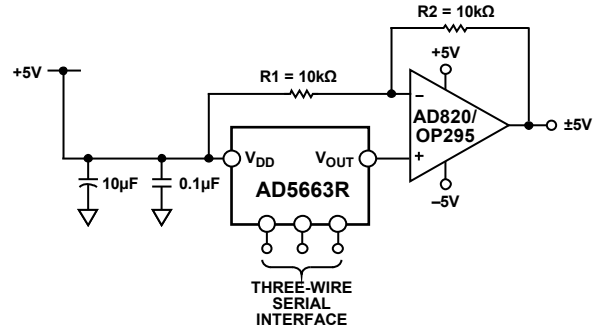 R2 = 10kΩ
+5V
R1 = 10kΩ
+5V
−
AD820/
OP295
±5V
+
−5V
VDD
VOUT
AD5663R
10µF
0.1µF
THREE-WIRE
SERIAL
INTERFACE